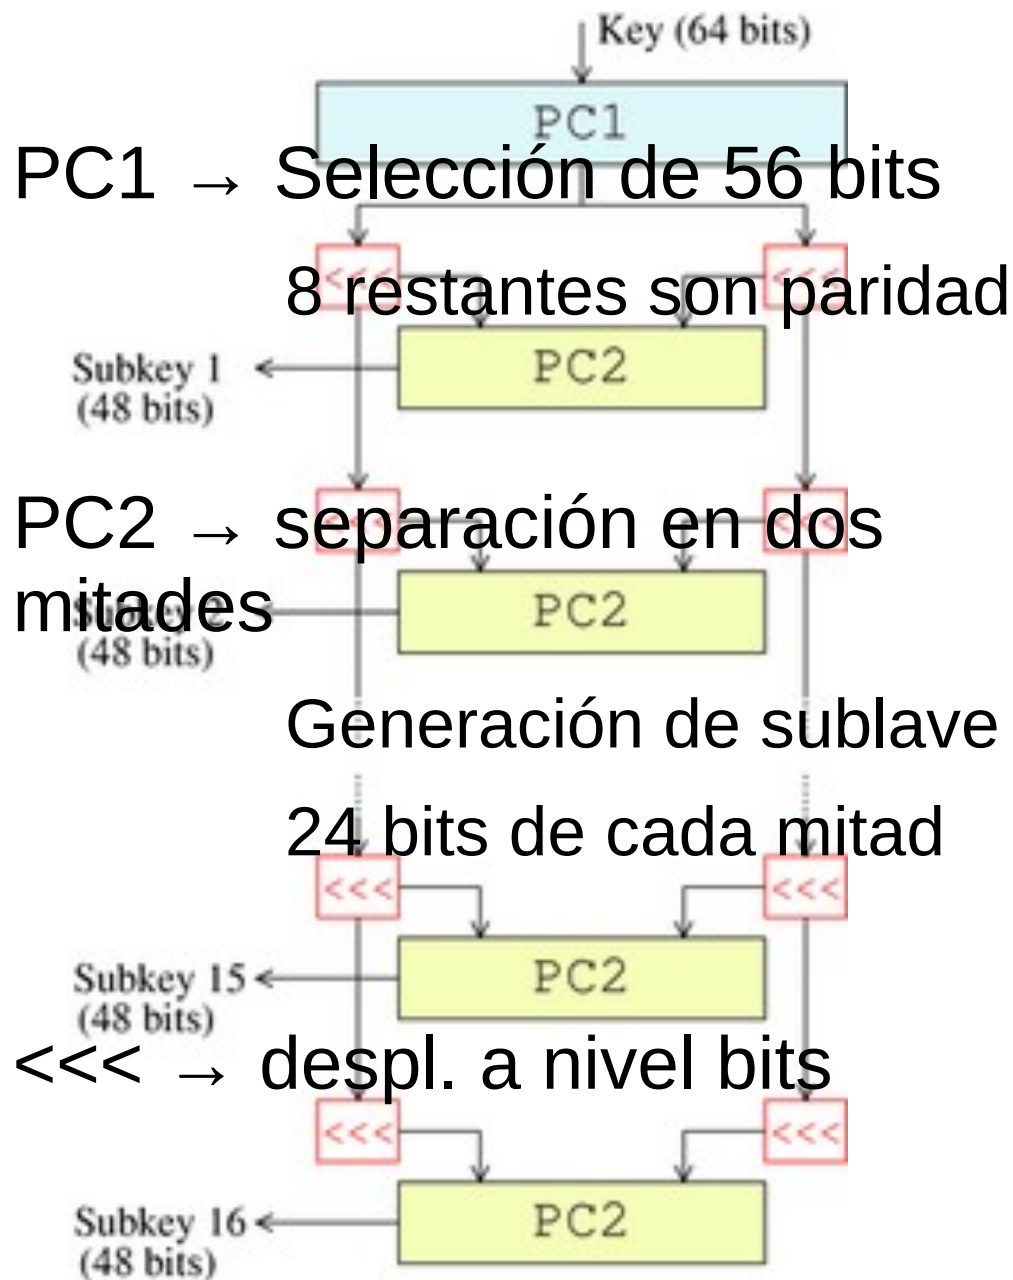 Key (64 bits)
PC1
PC1 → Selección de 56 bits
<<< <<<
8 restantes son paridad
PC2
Subkey 1
(48 bits)
<<< <<<
PC2 → separación en dos
mitades
PC2
Subkey 2
(48 bits)
Generación de sublave
24 bits de cada mitad
<<< <<<
PC2
Subkey 15
(48 bits)
<<< → despl. a nivel bits
<<< <<<
PC2
Subkey 16
(48 bits)